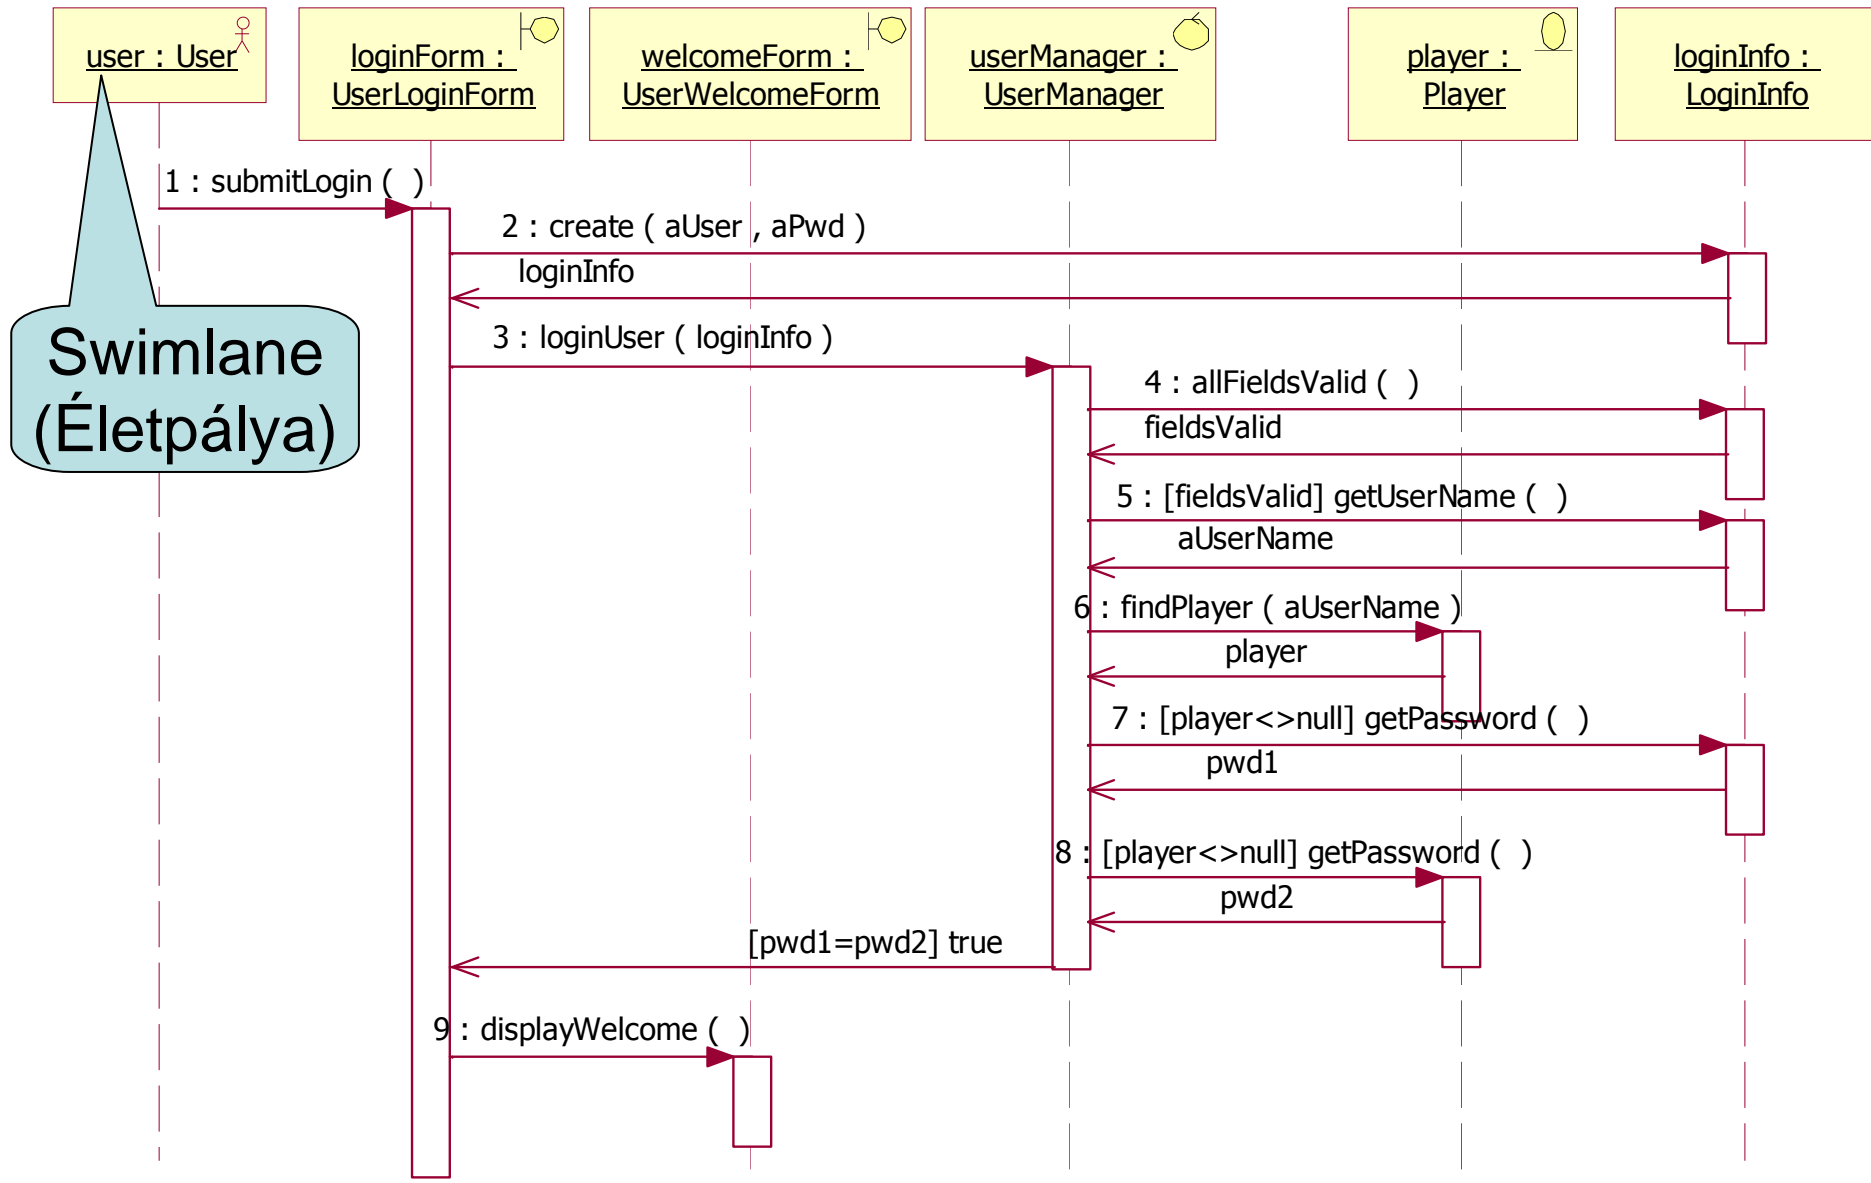 user : User
loginForm :
UserLoginForm
welcomeForm :
UserWelcomeForm
userManager :
UserManager
player :
Player
loginInfo :
LoginInfo
1 : submitLogin (  )
2 : create ( aUser , aPwd )
loginInfo
Swimlane
(Életpálya)
3 : loginUser ( loginInfo )
4 : allFieldsValid (  )
fieldsValid
5 : [fieldsValid] getUserName (  )
aUserName
6 : findPlayer ( aUserName )
player
7 : [player<>null] getPassword (  )
pwd1
8 : [player<>null] getPassword (  )
pwd2
[pwd1=pwd2] true
9 : displayWelcome (  )